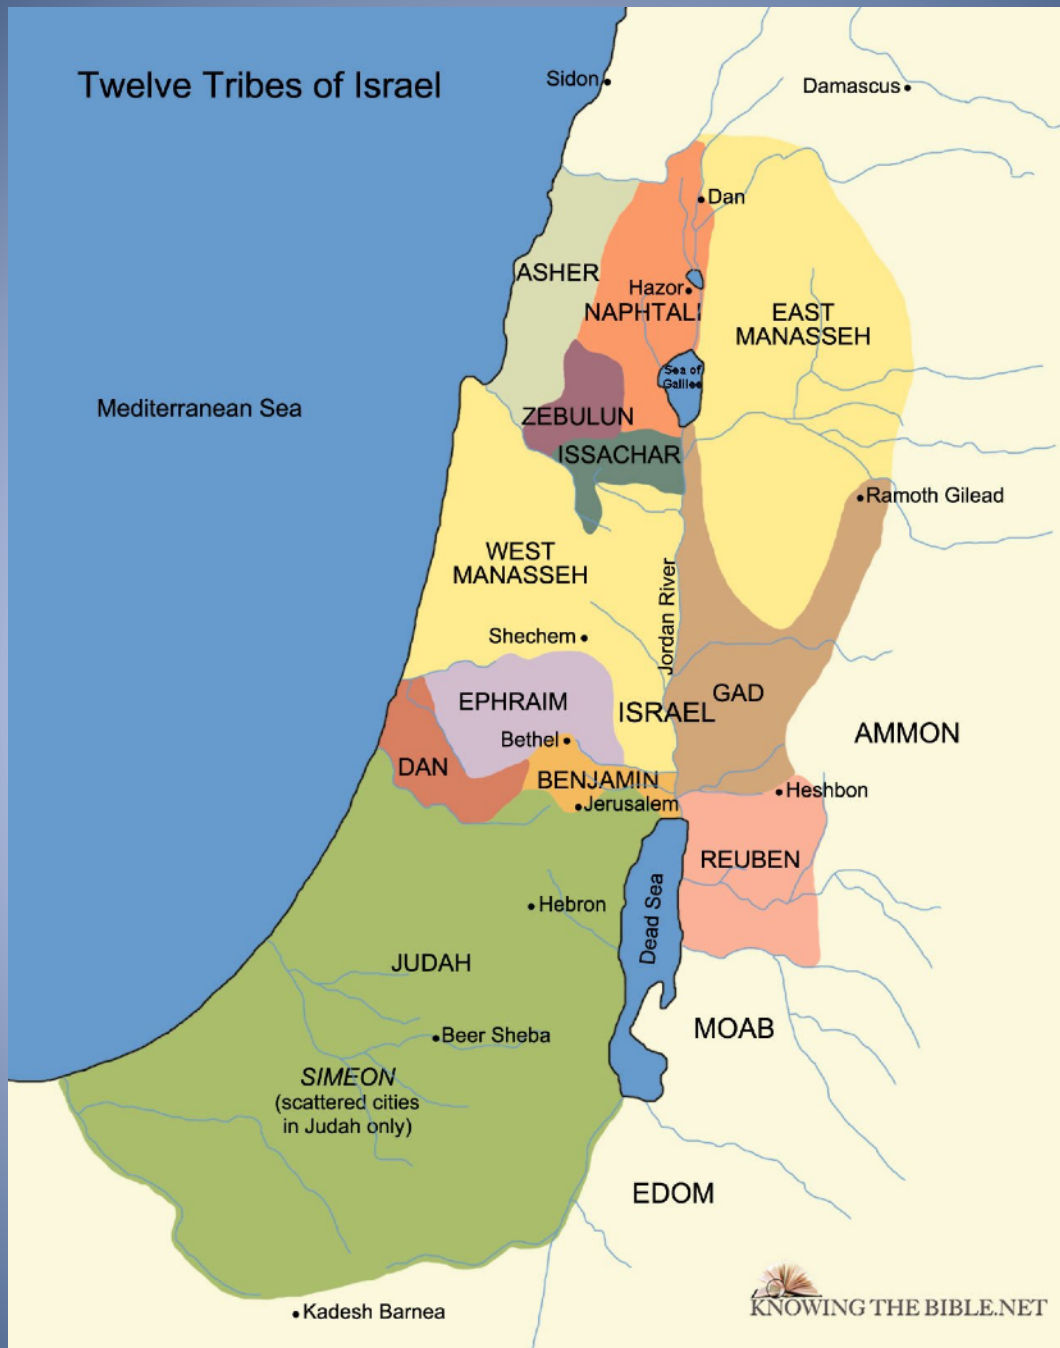 Twelve Tribes of Israel
Sidon
Damascus
Dan
ASHER
Hazor
NAPHTALI
EAST
MANASSEH
Sea of
Galilee
Mediterranean Sea
ZEBULUN
ISSACHAR
Ramoth Gilead
WEST
MANASSEH
Jordan River
Shechem
EPHRAIM
ISRAEL
GAD
AMMON
Bethel
DAN
BENJAMIN
Heshbon
Jerusalem
REUBEN
Hebron
Dead Sea
JUDAH
MOAB
Beer Sheba
SIMEON
(scattered cities
in Judah only)
EDOM
Kadesh Barnea
KNOWING THE BIBLE.NET